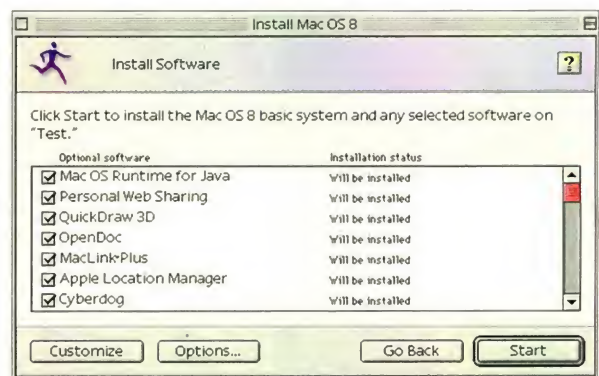 Install Mac OS 8
Install Software
?
Click Start to install the Mac OS 8 basic system and any selected software on
"Test."
Optional software Installation status
Mac OS Runtime for Java Will be installed
Personal Web Sharing Will be installed
QuickDraw 3D Will be installed
OpenDoc Will be installed
MacLink•Plus Will be installed
Apple Location Manager Will be installed
Cyberdog Will be installed
Customize Options... Go Back Start